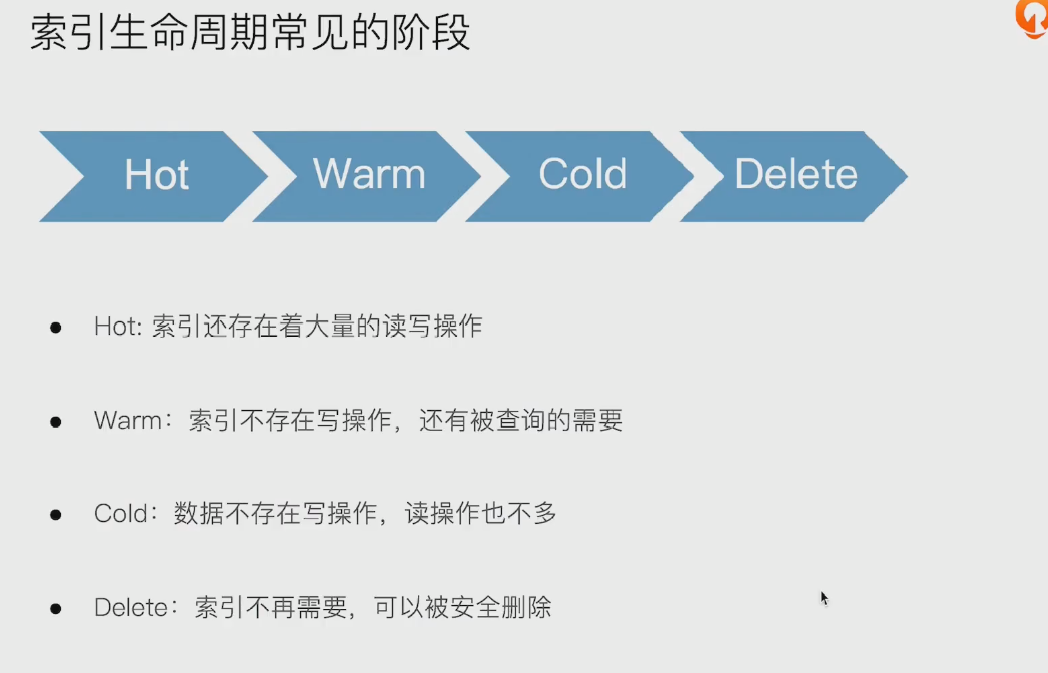 索引生命周期常见的阶段
Hot Warm Cold Delete
Hot: 索引还存在着大量的读写操作
Warm：索引不存在写操作，还有被查询的需要
Cold：数据不存在写操作，读操作也不多
Delete：索引不再需要，可以被安全删除